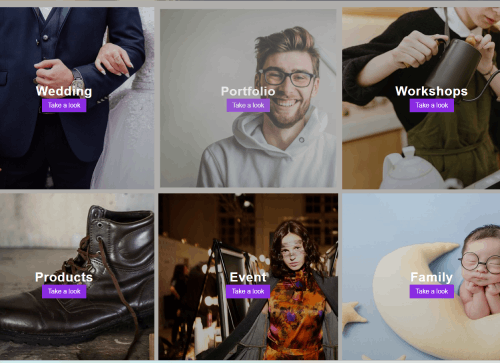 Wedding
Take a look
Portfolio
Take a look
Workshops
Take a look
Products
Take a look
Event
Take a look
Family
Take a look